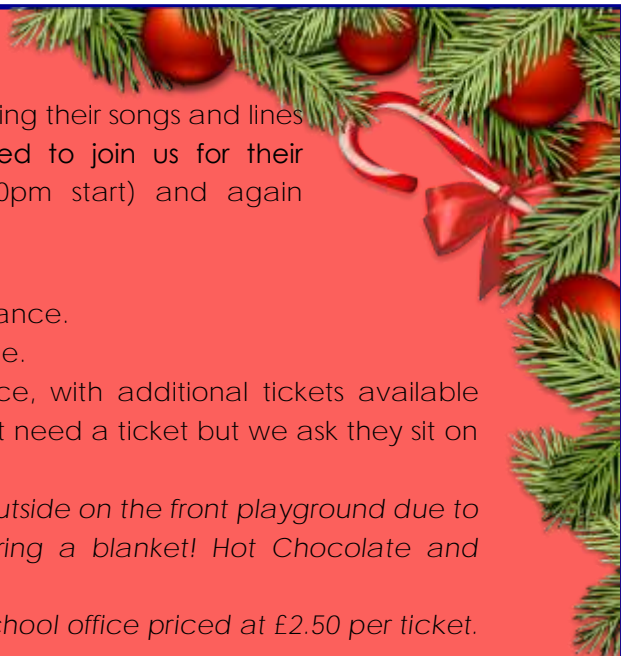 ing their songs and lines
ed to join us for their
0pm start) and again
ance.
e.
ce, with additional tickets available
t need a ticket but we ask they sit on
utside on the front playground due to
ring a blanket! Hot Chocolate and
chool office priced at £2.50 per ticket.